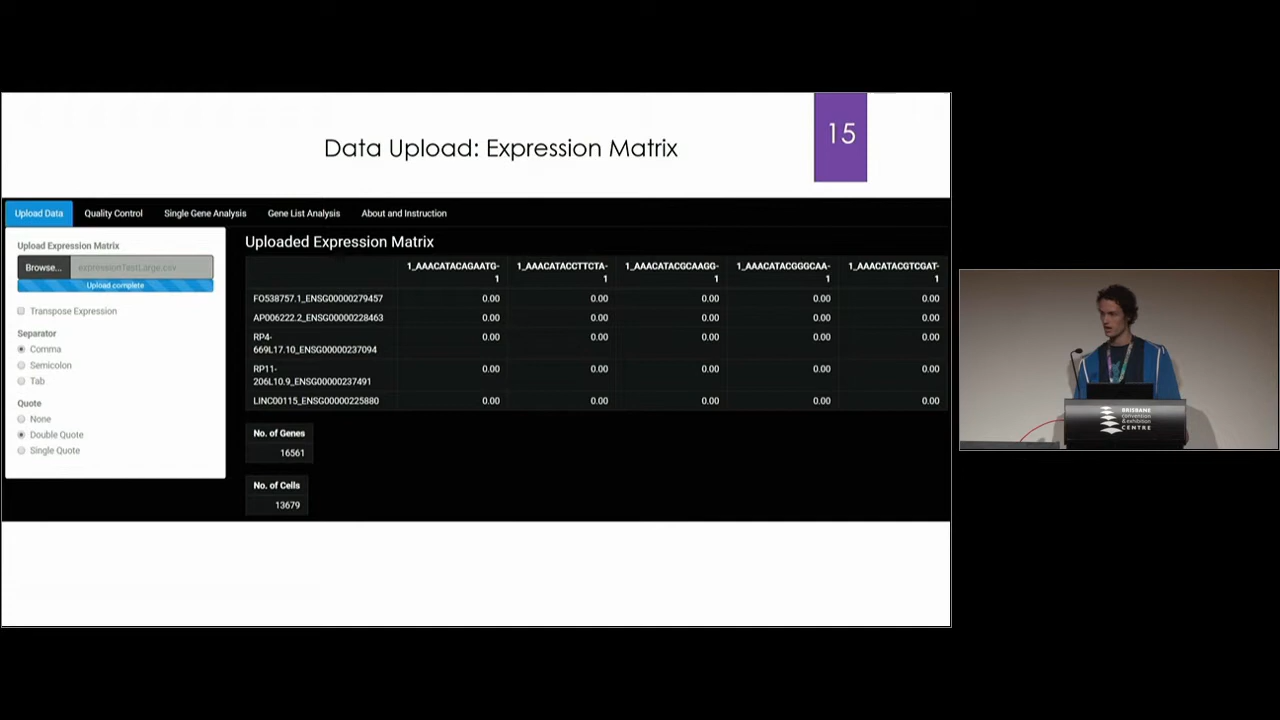 Data Upload: Expression Matrix
15
Upload Data
Quality Control
Single Gene Analysis
Gene List Analysis
About and Instruction
Upload Expression Matrix
Browse...
expressionTestLarge.csv
Upload complete
Transpose Expression
Separator
Comma
Semicolon
Tab
Quote
None
Double Quote
Single Quote
Uploaded Expression Matrix
1_AAACATACAGAATG-1 1_AAACATACCTTCTA-1 1_AAACATACGCAAGG-1 1_AAACATACGGGCAA-1 1_AAACATACGTCGAT-1
FO538757.1_ENSG00000279457 0.00 0.00 0.00 0.00 0.00
AP006222.2_ENSG00000228463 0.00 0.00 0.00 0.00 0.00
RP4-
669L17.10_ENSG00000237094 0.00 0.00 0.00 0.00 0.00
RP11-
206L10.9_ENSG00000237491 0.00 0.00 0.00 0.00 0.00
LINC00115_ENSG00000225880 0.00 0.00 0.00 0.00 0.00
No. of Genes
16561
No. of Cells
13679
BRISBANE
convention
& exhibition
CENTRE